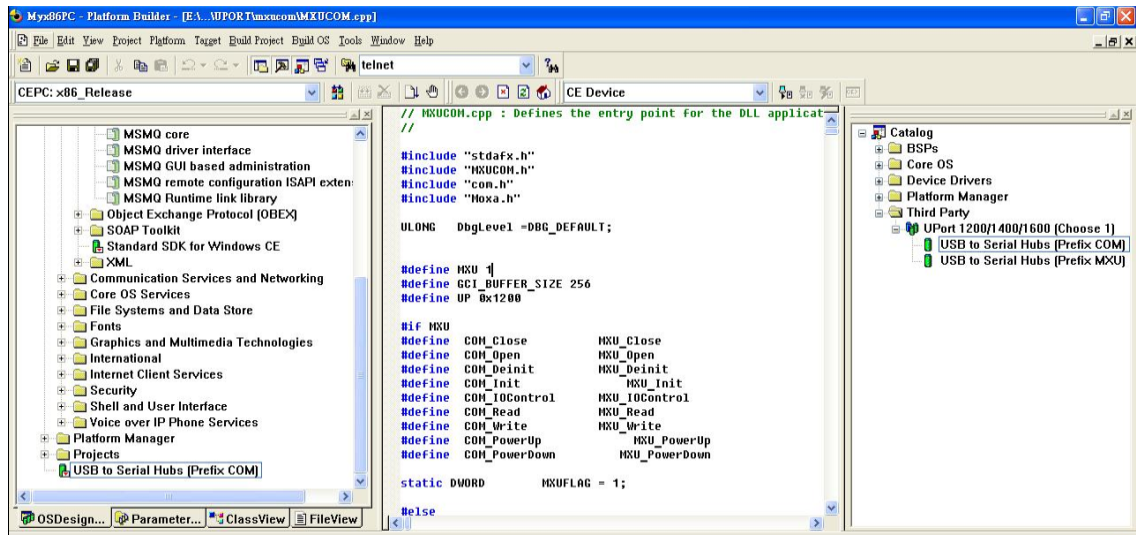 Myx86PC - Platform Builder - [E:\...\UPORT\mxucom\MXUCOM.cpp]
File Edit View Project Platform Target Build Project Build OS Tools Window Help
telnet
CEPC: x86_Release
CE Device
MSMQ core
MSMQ driver interface
MSMQ GUI based administration
MSMQ remote configuration ISAPI exten
MSMQ Runtime link library
Object Exchange Protocol (OBEX)
SOAP Toolkit
Standard SDK for Windows CE
XML
Communication Services and Networking
Core OS Services
File Systems and Data Store
Fonts
Graphics and Multimedia Technologies
International
Internet Client Services
Security
Shell and User Interface
Voice over IP Phone Services
Platform Manager
Projects
USB to Serial Hubs (Prefix COM)
OSDesign... Parameter... ClassView FileView
// MXUCOM.cpp : Defines the entry point for the DLL applicat
//
#include "stdafx.h"
#include "MXUCOM.h"
#include "com.h"
#include "Moxa.h"
ULONG DbgLevel =DBG_DEFAULT;
#define MXU 1
#define GCI_BUFFER_SIZE 256
#define UP 0x1200
#if MXU
#define COM_Close MXU_Close
#define COM_Open MXU_Open
#define COM_Deinit MXU_Deinit
#define COM_Init MXU_Init
#define COM_IOControl MXU_IOControl
#define COM_Read MXU_Read
#define COM_Write MXU_Write
#define COM_PowerUp MXU_PowerUp
#define COM_PowerDown MXU_PowerDown
static DWORD MXUFLAG = 1;
#else
Catalog
BSPs
Core OS
Device Drivers
Platform Manager
Third Party
UPort 1200/1400/1600 (Choose 1)
USB to Serial Hubs (Prefix COM)
USB to Serial Hubs (Prefix MXU)